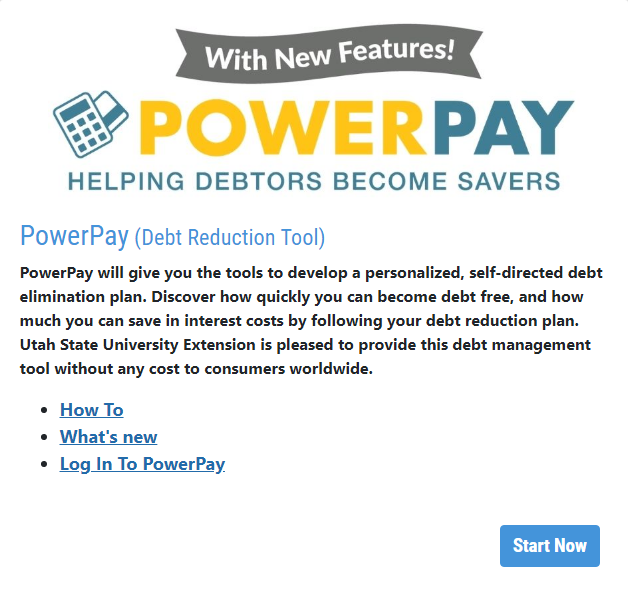 With New Features!
POWERPAY
HELPING DEBTORS BECOME SAVERS
PowerPay (Debt Reduction Tool)
PowerPay will give you the tools to develop a personalized, self-directed debt
elimination plan. Discover how quickly you can become debt free, and how
much you can save in interest costs by following your debt reduction plan.
Utah State University Extension is pleased to provide this debt management
tool without any cost to consumers worldwide.
How To
What's new
Log In To PowerPay
Start Now